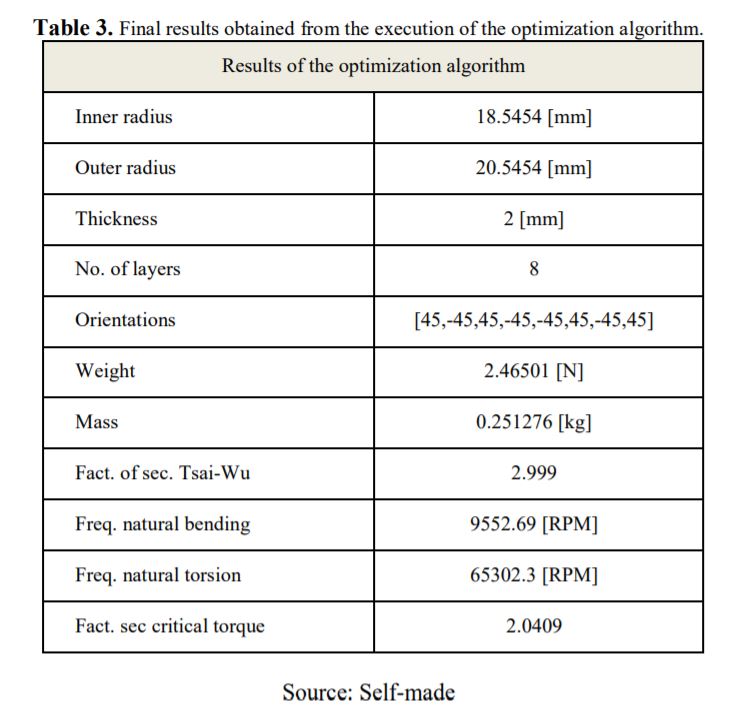 Table 3. Final results obtained from the execution of the optimization algorithm.
Results of the optimization algorithm
Inner radius 18.5454 [mm]
Outer radius 20.5454 [mm]
Thickness 2 [mm]
No. of layers 8
Orientations [45,-45,45,-45,-45,45,-45,45]
Weight 2.46501 [N]
Mass 0.251276 [kg]
Fact. of sec. Tsai-Wu 2.999
Freq. natural bending 9552.69 [RPM]
Freq. natural torsion 65302.3 [RPM]
Fact. sec critical torque 2.0409
Source: Self-made